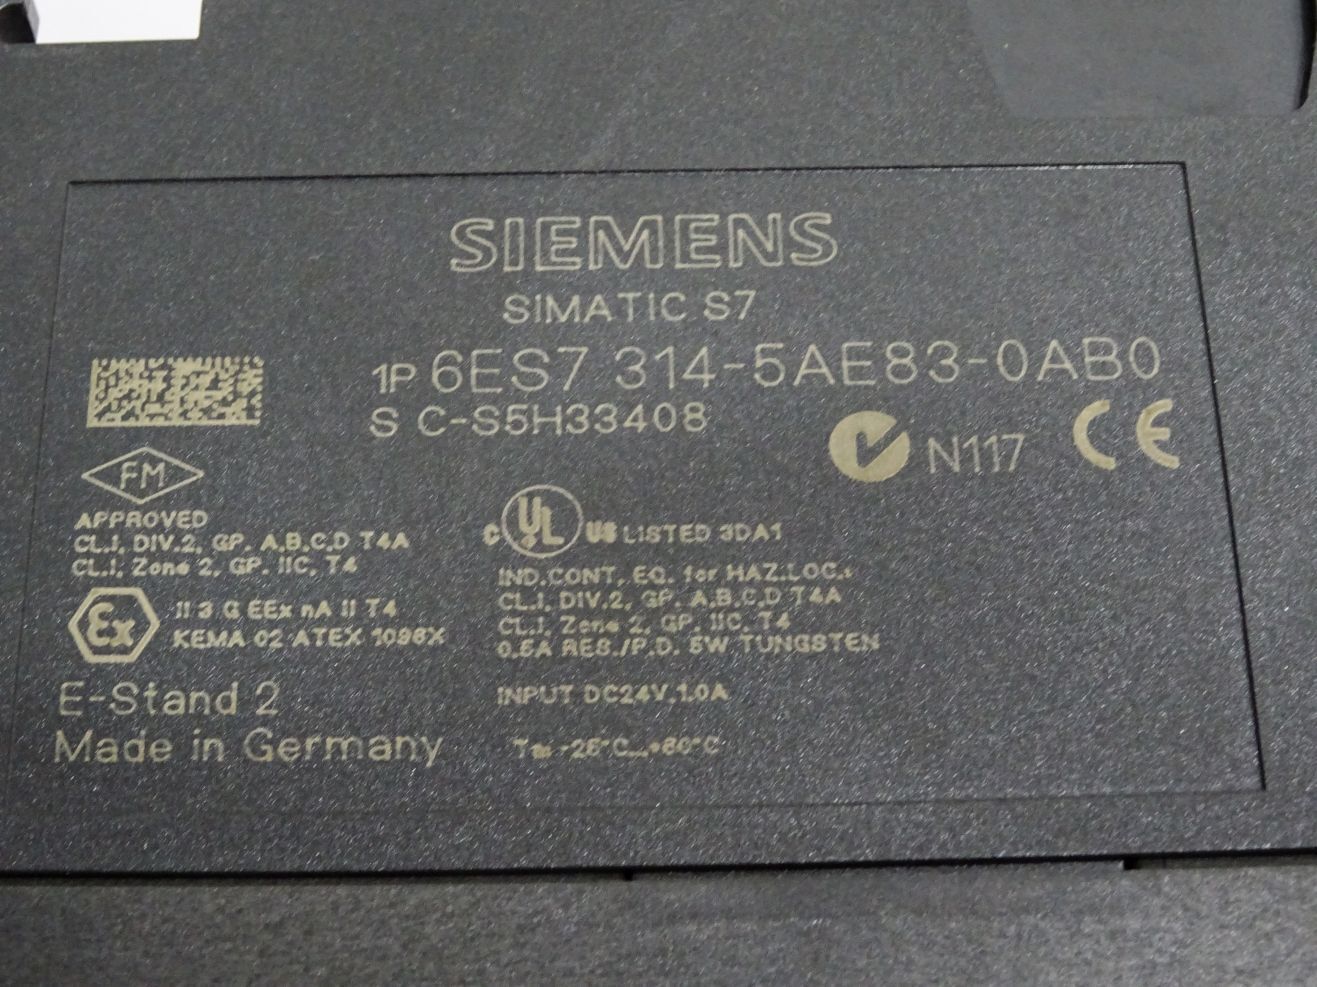 SIEMENS
SIMATIC S7
1P 6ES7 314-5AE83-0AB0
S C-S5H33408
N117 CE
FM
APPROVED
CL.I, DIV.2, GP. A,B,C,D T4A
CL.I, Zone 2, GP. IIC, T4
Ex II 3 G EEx nA II T4
KEMA 02 ATEX 1096X
E-Stand 2
Made in Germany
c UL US LISTED 3DA1
IND.CONT. EQ. for HAZ.LOC.:
CL.I, DIV.2, GP. A,B,C,D T4A
CL.I, Zone 2, GP. IIC, T4
0.5A RES./P.D. 5W TUNGSTEN
INPUT DC24V,1.0A